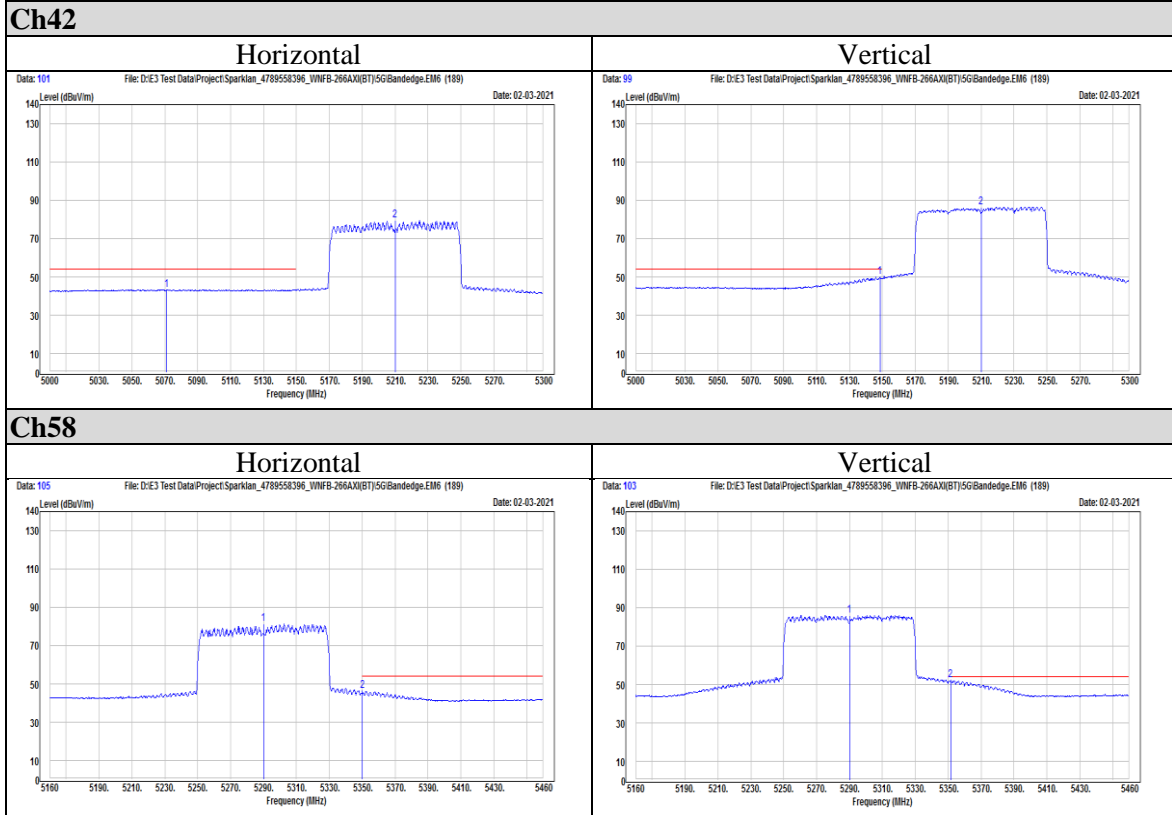 Ch42
Horizontal
Vertical
Data: 101 File: D:\E3 Test Data\Project\Sparklan_4789558396_WNFB-266AXI(BT)\5G\Bandedge.EM6 (189)
Level (dBuV/m) Date: 02-03-2021
140
130
110
90
70
50
30
10
0
2
1
5000 5030. 5050. 5070. 5090. 5110. 5130. 5150. 5170. 5190. 5210. 5230. 5250. 5270. 5300
Frequency (MHz)
Data: 99 File: D:\E3 Test Data\Project\Sparklan_4789558396_WNFB-266AXI(BT)\5G\Bandedge.EM6 (189)
Level (dBuV/m) Date: 02-03-2021
140
130
110
90
70
50
30
10
0
2
1
5000 5030. 5050. 5070. 5090. 5110. 5130. 5150. 5170. 5190. 5210. 5230. 5250. 5270. 5300
Frequency (MHz)
Ch58
Horizontal
Vertical
Data: 105 File: D:\E3 Test Data\Project\Sparklan_4789558396_WNFB-266AXI(BT)\5G\Bandedge.EM6 (189)
Level (dBuV/m) Date: 02-03-2021
140
130
110
90
70
50
30
10
0
1
2
5160 5190. 5210. 5230. 5250. 5270. 5290. 5310. 5330. 5350. 5370. 5390. 5410. 5430. 5460
Frequency (MHz)
Data: 103 File: D:\E3 Test Data\Project\Sparklan_4789558396_WNFB-266AXI(BT)\5G\Bandedge.EM6 (189)
Level (dBuV/m) Date: 02-03-2021
140
130
110
90
70
50
30
10
0
1
2
5160 5190. 5210. 5230. 5250. 5270. 5290. 5310. 5330. 5350. 5370. 5390. 5410. 5430. 5460
Frequency (MHz)